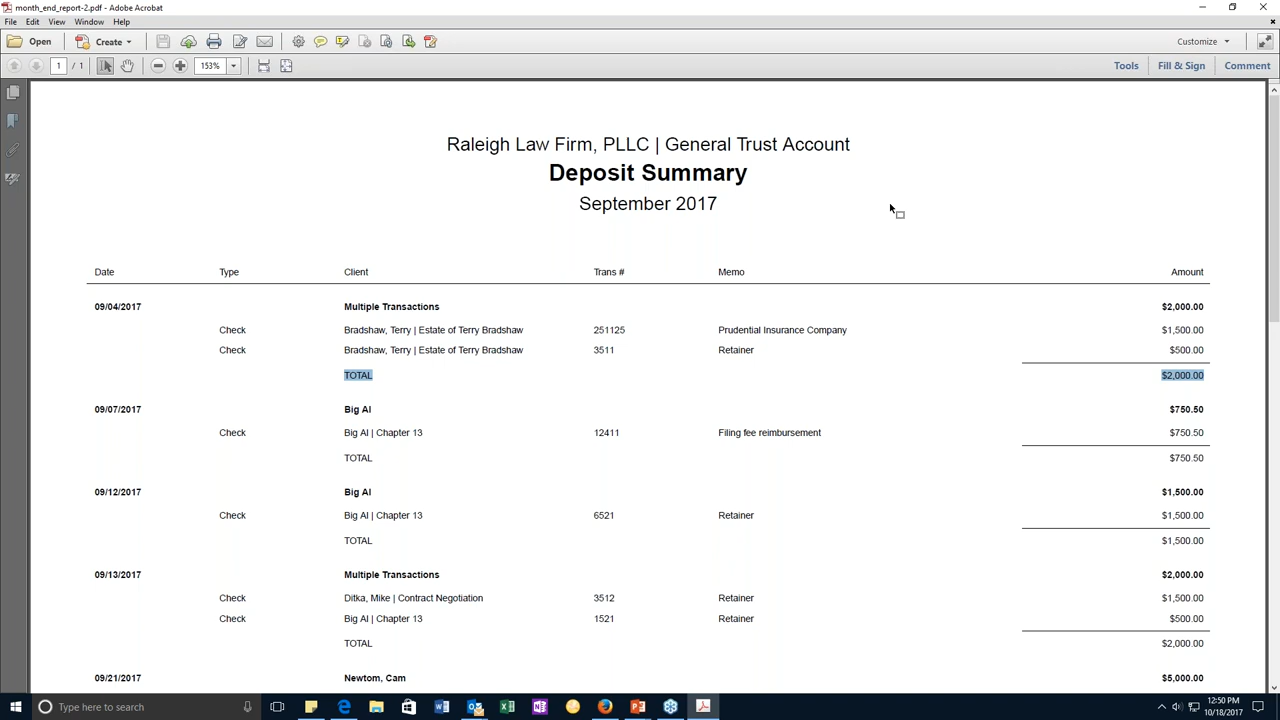 month_end_report-2.pdf - Adobe Acrobat
File Edit View Window Help
Open Create Customize
1 / 1 153% Tools Fill & Sign Comment
Raleigh Law Firm, PLLC | General Trust Account
Deposit Summary
September 2017
Date Type Client Trans # Memo Amount
09/04/2017 Multiple Transactions $2,000.00
Check Bradshaw, Terry | Estate of Terry Bradshaw 251125 Prudential Insurance Company $1,500.00
Check Bradshaw, Terry | Estate of Terry Bradshaw 3511 Retainer $500.00
TOTAL $2,000.00
09/07/2017 Big Al $750.50
Check Big Al | Chapter 13 12411 Filing fee reimbursement $750.50
TOTAL $750.50
09/12/2017 Big Al $1,500.00
Check Big Al | Chapter 13 6521 Retainer $1,500.00
TOTAL $1,500.00
09/13/2017 Multiple Transactions $2,000.00
Check Ditka, Mike | Contract Negotiation 3512 Retainer $1,500.00
Check Big Al | Chapter 13 1521 Retainer $500.00
TOTAL $2,000.00
09/21/2017 Newtom, Cam $5,000.00
Type here to search
12:50 PM
10/18/2017